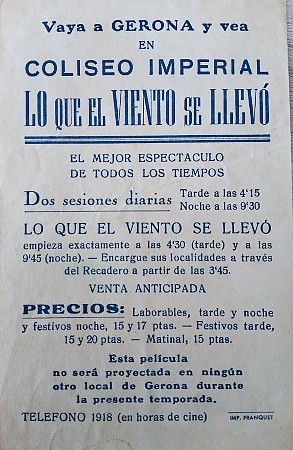 Vaya a GERONA y vea
EN
COLISEO IMPERIAL
LO QUE EL VIENTO SE LLEVÓ
EL MEJOR ESPECTACULO
DE TODOS LOS TIEMPOS
Dos sesiones diarias
Tarde a las 4'15
Noche a las 9'30
LO QUE EL VIENTO SE LLEVÓ
empieza exactamente a las 4'30 (tarde) y a las
9'45 (noche). — Encargue sus localidades a través
del Recadero a partir de las 3'45.
VENTA ANTICIPADA
PRECIOS: Laborables, tarde y noche
y festivos noche, 15 y 17 ptas. — Festivos tarde,
15 y 20 ptas. — Matinal, 15 ptas.
Esta película
no será proyectada en ningún
otro local de Gerona durante
la presente temporada.
TELEFONO 1918 (en horas de cine)
IMP. FRANQUET